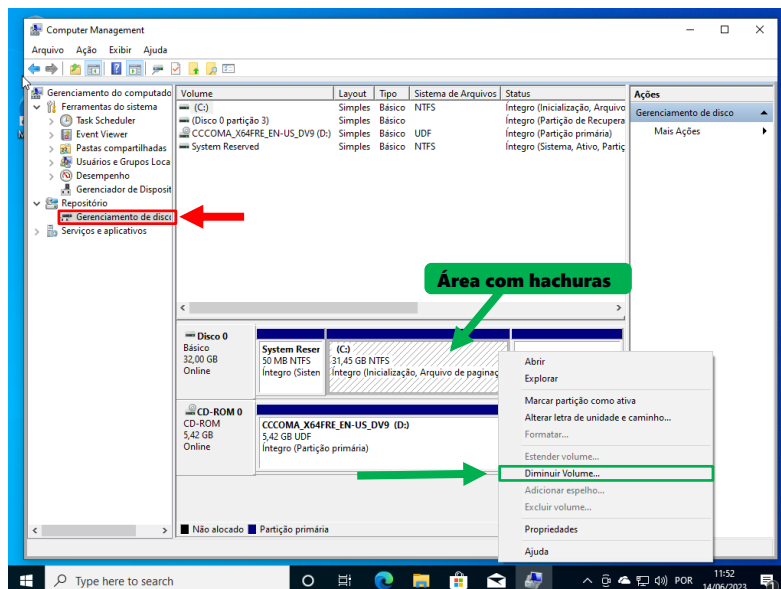 Computer Management
Arquivo Ação Exibir Ajuda
Gerenciamento do computado
Ferramentas do sistema
Task Scheduler
Event Viewer
Pastas compartilhadas
Usuários e Grupos Loca
Desempenho
Gerenciador de Disposit
Repositório
Gerenciamento de disco
Serviços e aplicativos
Volume Layout Tipo Sistema de Arquivos Status
(C:) Simples Básico NTFS Íntegro (Inicialização, Arquivo
(Disco 0 partição 3) Simples Básico Íntegro (Partição de Recupera
CCCOMA_X64FRE_EN-US_DV9 (D:) Simples Básico UDF Íntegro (Partição primária)
System Reserved Simples Básico NTFS Íntegro (Sistema, Ativo, Partiç
Ações
Gerenciamento de disco
Mais Ações
Área com hachuras
Disco 0
Básico
32,00 GB
Online
System Reser
50 MB NTFS
Íntegro (Sisten
(C:)
31,45 GB NTFS
Íntegro (Inicialização, Arquivo de paginaç
CD-ROM 0
CD-ROM
5,42 GB
Online
CCCOMA_X64FRE_EN-US_DV9 (D:)
5,42 GB UDF
Íntegro (Partição primária)
Não alocado Partição primária
Abrir
Explorar
Marcar partição como ativa
Alterar letra de unidade e caminho...
Formatar...
Estender volume...
Diminuir Volume...
Adicionar espelho...
Excluir volume...
Propriedades
Ajuda
Type here to search
POR
11:52
14/06/2023